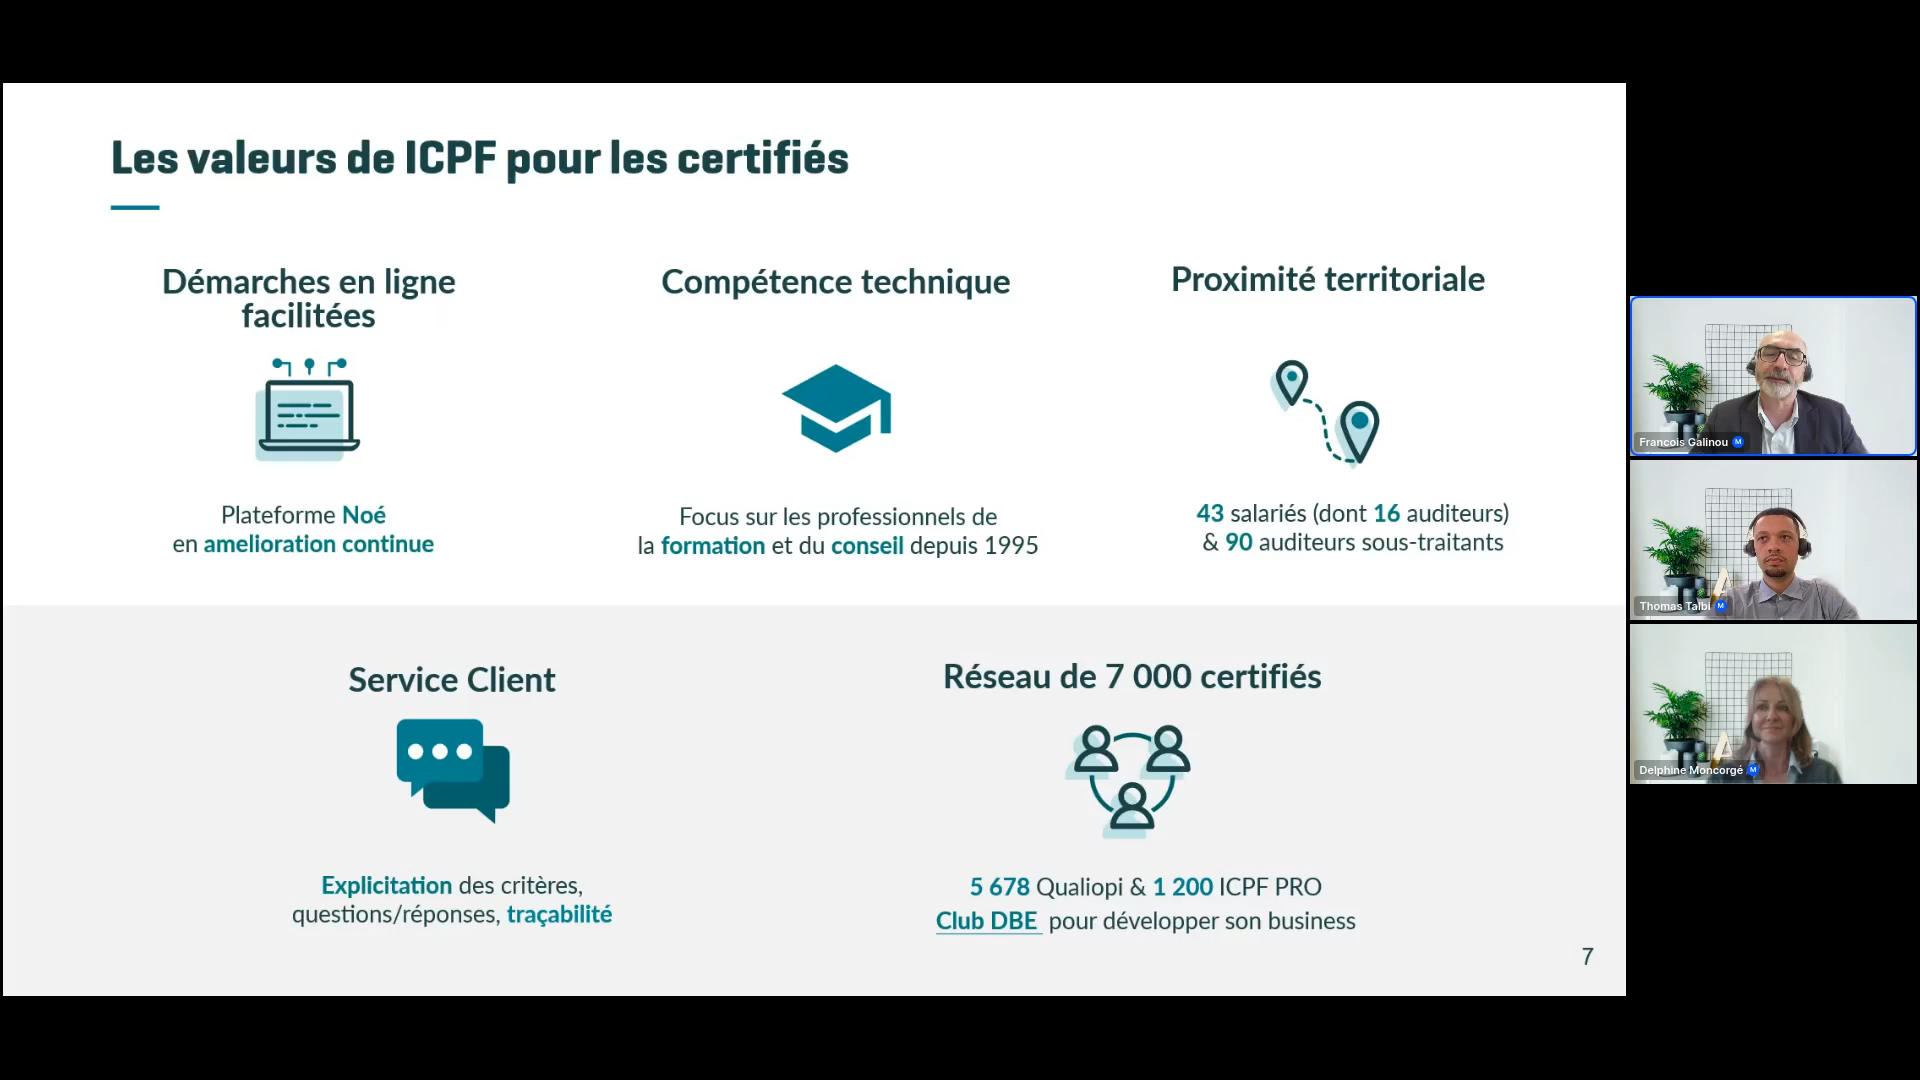 Les valeurs de ICPF pour les certifiés
Démarches en ligne
facilitées
Plateforme Noé
en amelioration continue
Compétence technique
Focus sur les professionnels de
la formation et du conseil depuis 1995
Proximité territoriale
43 salariés (dont 16 auditeurs)
& 90 auditeurs sous-traitants
Service Client
Explicitation des critères,
questions/réponses, traçabilité
Réseau de 7 000 certifiés
5 678 Qualiopi & 1 200 ICPF PRO
Club DBE pour développer son business
7
François Galinou M
Thomas Talbi M
Delphine Moncorgé M